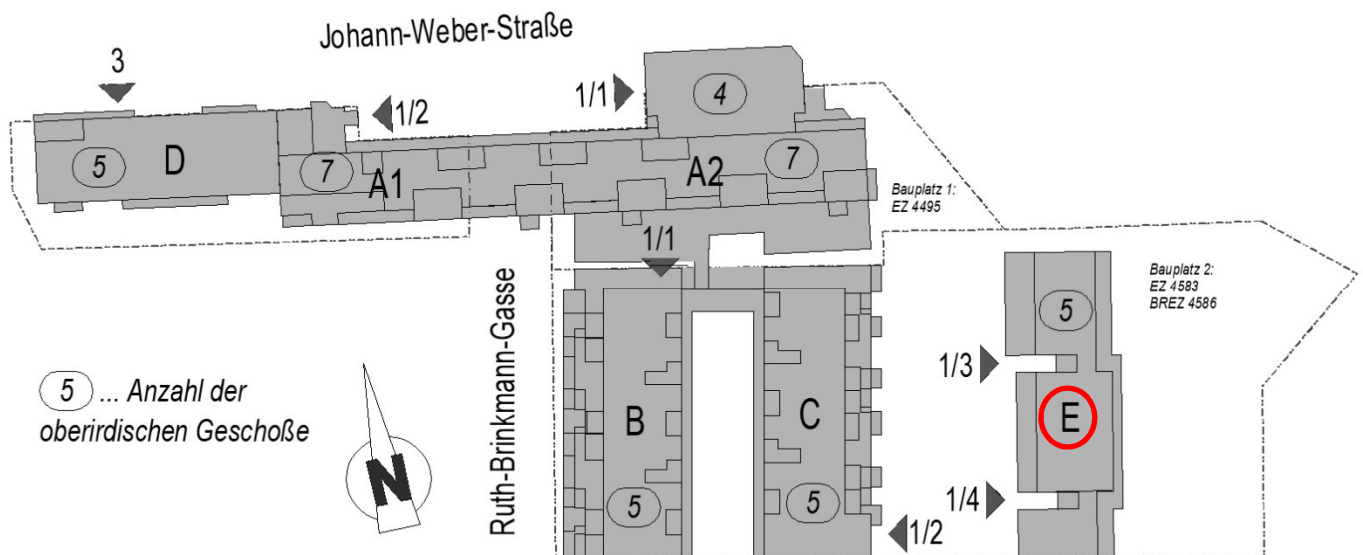 Johann-Weber-Straße
3
1/2
1/1
4
5
D
7
A1
A2
7
Bauplatz 1:
EZ 4495
1/1
Bauplatz 2:
EZ 4583
BREZ 4586
5
Ruth-Brinkmann-Gasse
1/3
5 ... Anzahl der
oberirdischen Geschoße
B
C
E
N
5
5
1/4
1/2